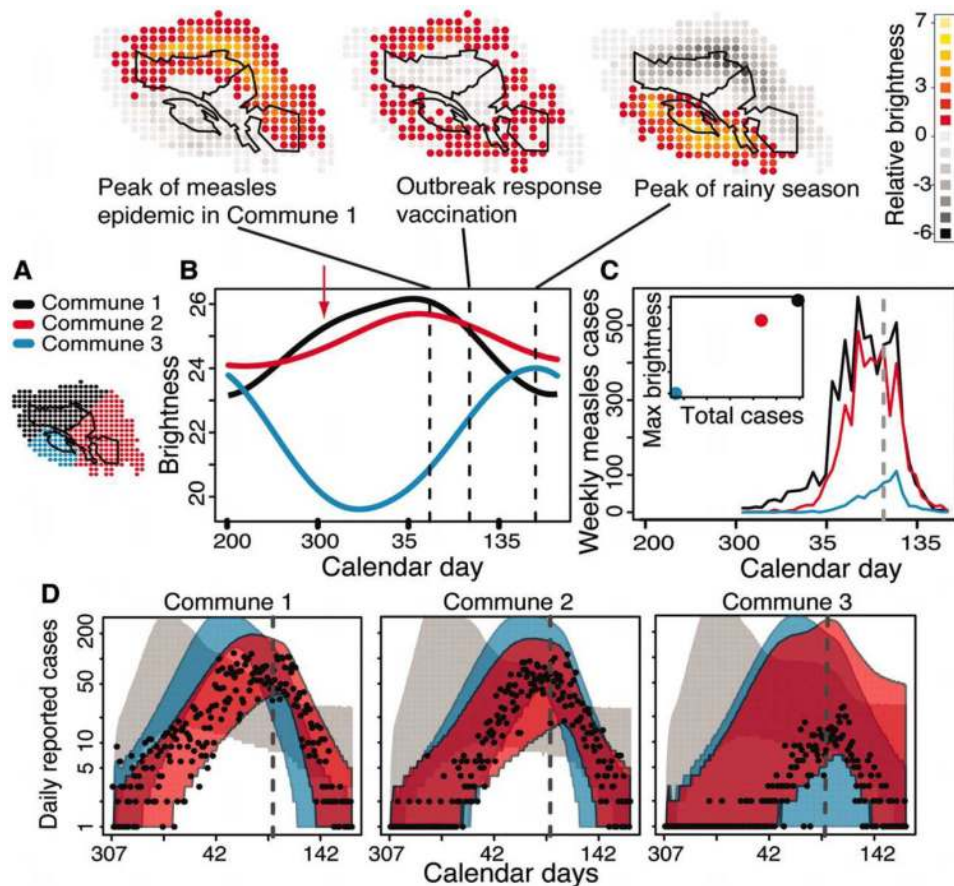 7
3
0
-3
-6
Relative brightness
Peak of measles
epidemic in Commune 1
Outbreak response
vaccination
Peak of rainy season
A
Commune 1
Commune 2
Commune 3
B
26
24
22
20
Brightness
200
300
35
135
Calendar day
C
500
300
100
0
Weekly measles cases
Max brightness
Total cases
200
300
35
135
Calendar day
D
Commune 1
Commune 2
Commune 3
200
50
10
5
1
Daily reported cases
307
42
142
307
42
142
307
42
142
Calendar days